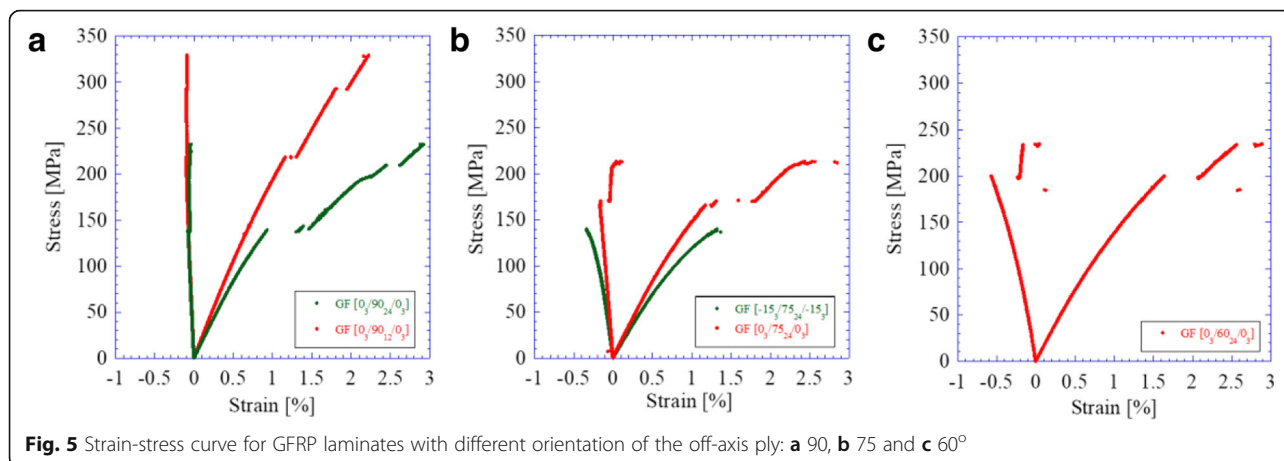 a
350
300
250
200
150
100
50
0
Stress [MPa]
GF [0₃/90₂₄/0₃]
GF [0₃/90₁₂/0₃]
-1 -0.5 0 0.5 1 1.5 2 2.5 3
Strain [%]
b
350
300
250
200
150
100
50
0
Stress [MPa]
GF [-15₃/75₂₄/-15₃]
GF [0₃/75₂₄/0₃]
-1 -0.5 0 0.5 1 1.5 2 2.5 3
Strain [%]
c
350
300
250
200
150
100
50
0
Stress [MPa]
GF [0₃/60₂₄/0₃]
-1 -0.5 0 0.5 1 1.5 2 2.5 3
Strain [%]
Fig. 5 Strain-stress curve for GFRP laminates with different orientation of the off-axis ply: a 90, b 75 and c 60°